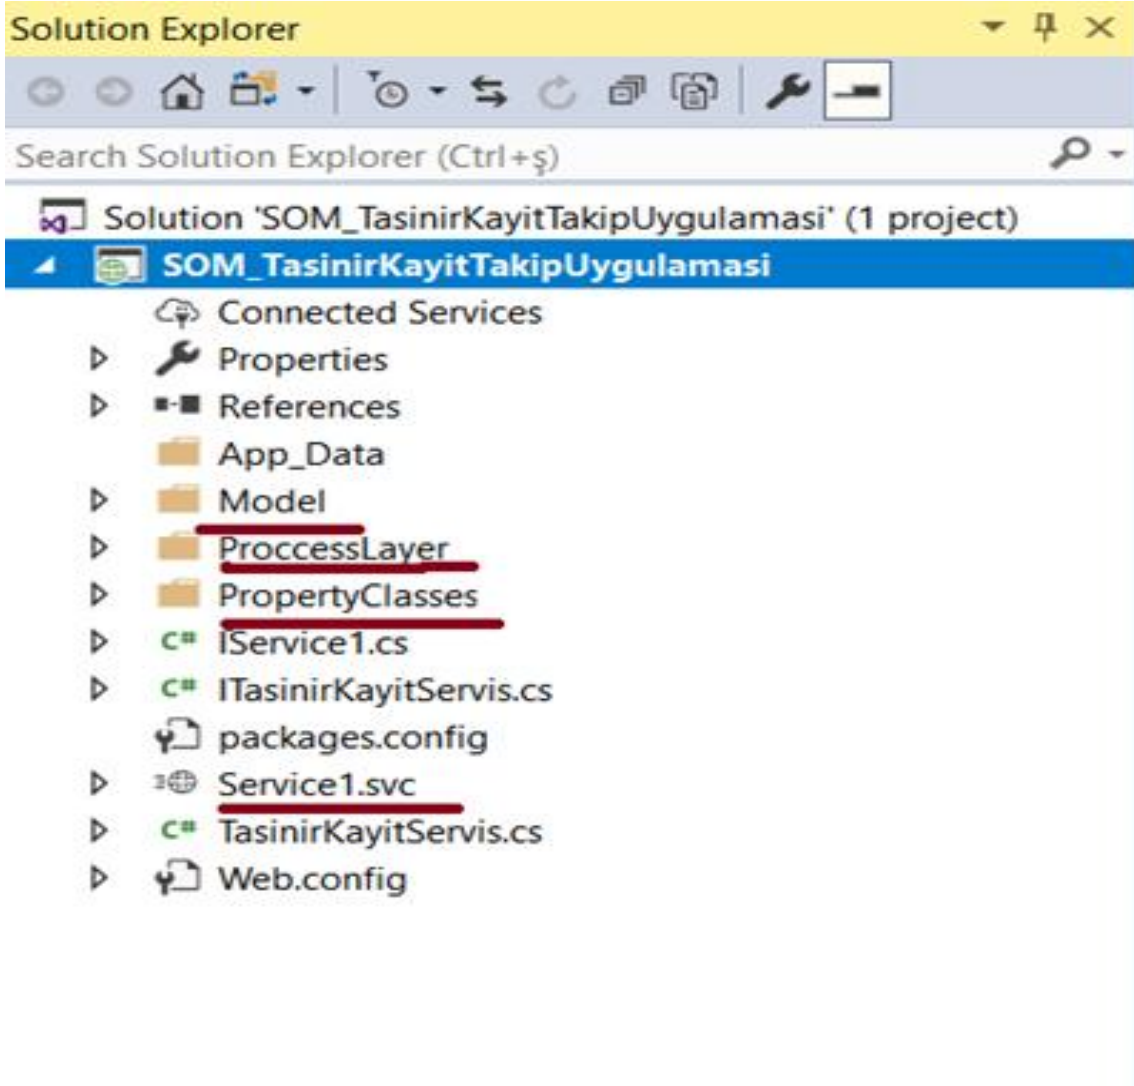 Solution Explorer
Search Solution Explorer (Ctrl+ş)
Solution 'SOM_TasinirKayitTakipUygulamasi' (1 project)
SOM_TasinirKayitTakipUygulamasi
Connected Services
Properties
References
App_Data
Model
ProccessLayer
PropertyClasses
C# IService1.cs
C# ITasinirKayitServis.cs
packages.config
Service1.svc
C# TasinirKayitServis.cs
Web.config